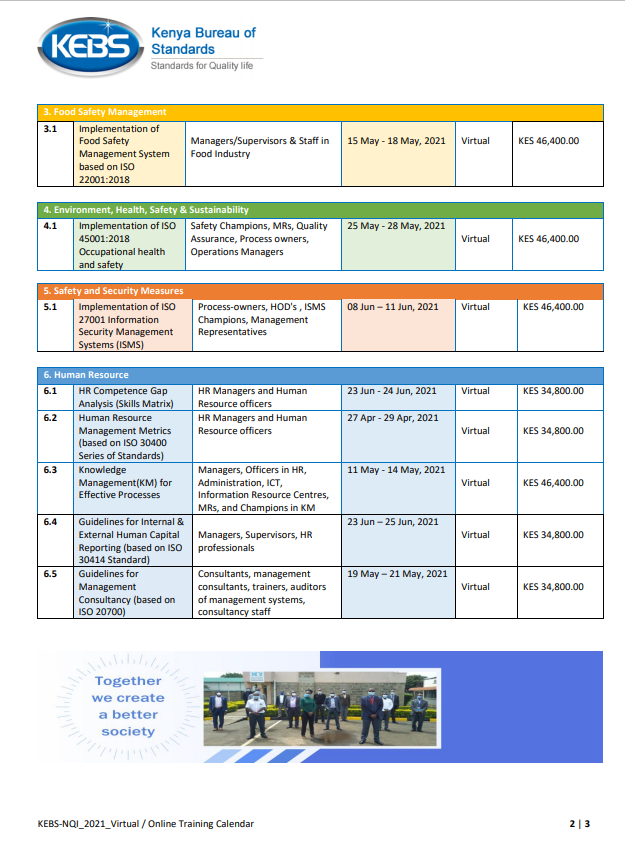 KEBS
Kenya Bureau of
Standards
Standards for Quality life
3. Food Safety Management
3.1 Implementation of
Food Safety
Management System
based on ISO
22001:2018
Managers/Supervisors & Staff in
Food Industry
15 May - 18 May, 2021
Virtual
KES 46,400.00
4. Environment, Health, Safety & Sustainability
4.1 Implementation of ISO
45001:2018
Occupational health
and safety
Safety Champions, MRs, Quality
Assurance, Process owners,
Operations Managers
25 May - 28 May, 2021
Virtual
KES 46,400.00
5. Safety and Security Measures
5.1 Implementation of ISO
27001 Information
Security Management
Systems (ISMS)
Process-owners, HOD's , ISMS
Champions, Management
Representatives
08 Jun – 11 Jun, 2021
Virtual
KES 46,400.00
6. Human Resource
6.1 HR Competence Gap
Analysis (Skills Matrix)
HR Managers and Human
Resource officers
23 Jun - 24 Jun, 2021
Virtual
KES 34,800.00
6.2 Human Resource
Management Metrics
(based on ISO 30400
Series of Standards)
HR Managers and Human
Resource officers
27 Apr - 29 Apr, 2021
Virtual
KES 34,800.00
6.3 Knowledge
Management(KM) for
Effective Processes
Managers, Officers in HR,
Administration, ICT,
Information Resource Centres,
MRs, and Champions in KM
11 May - 14 May, 2021
Virtual
KES 46,400.00
6.4 Guidelines for Internal &
External Human Capital
Reporting (based on ISO
30414 Standard)
Managers, Supervisors, HR
professionals
23 Jun – 25 Jun, 2021
Virtual
KES 34,800.00
6.5 Guidelines for
Management
Consultancy (based on
ISO 20700)
Consultants, management
consultants, trainers, auditors
of management systems,
consultancy staff
19 May – 21 May, 2021
Virtual
KES 34,800.00
Together
we create
a better
society
KEBS-NQI_2021_Virtual / Online Training Calendar
2 | 3